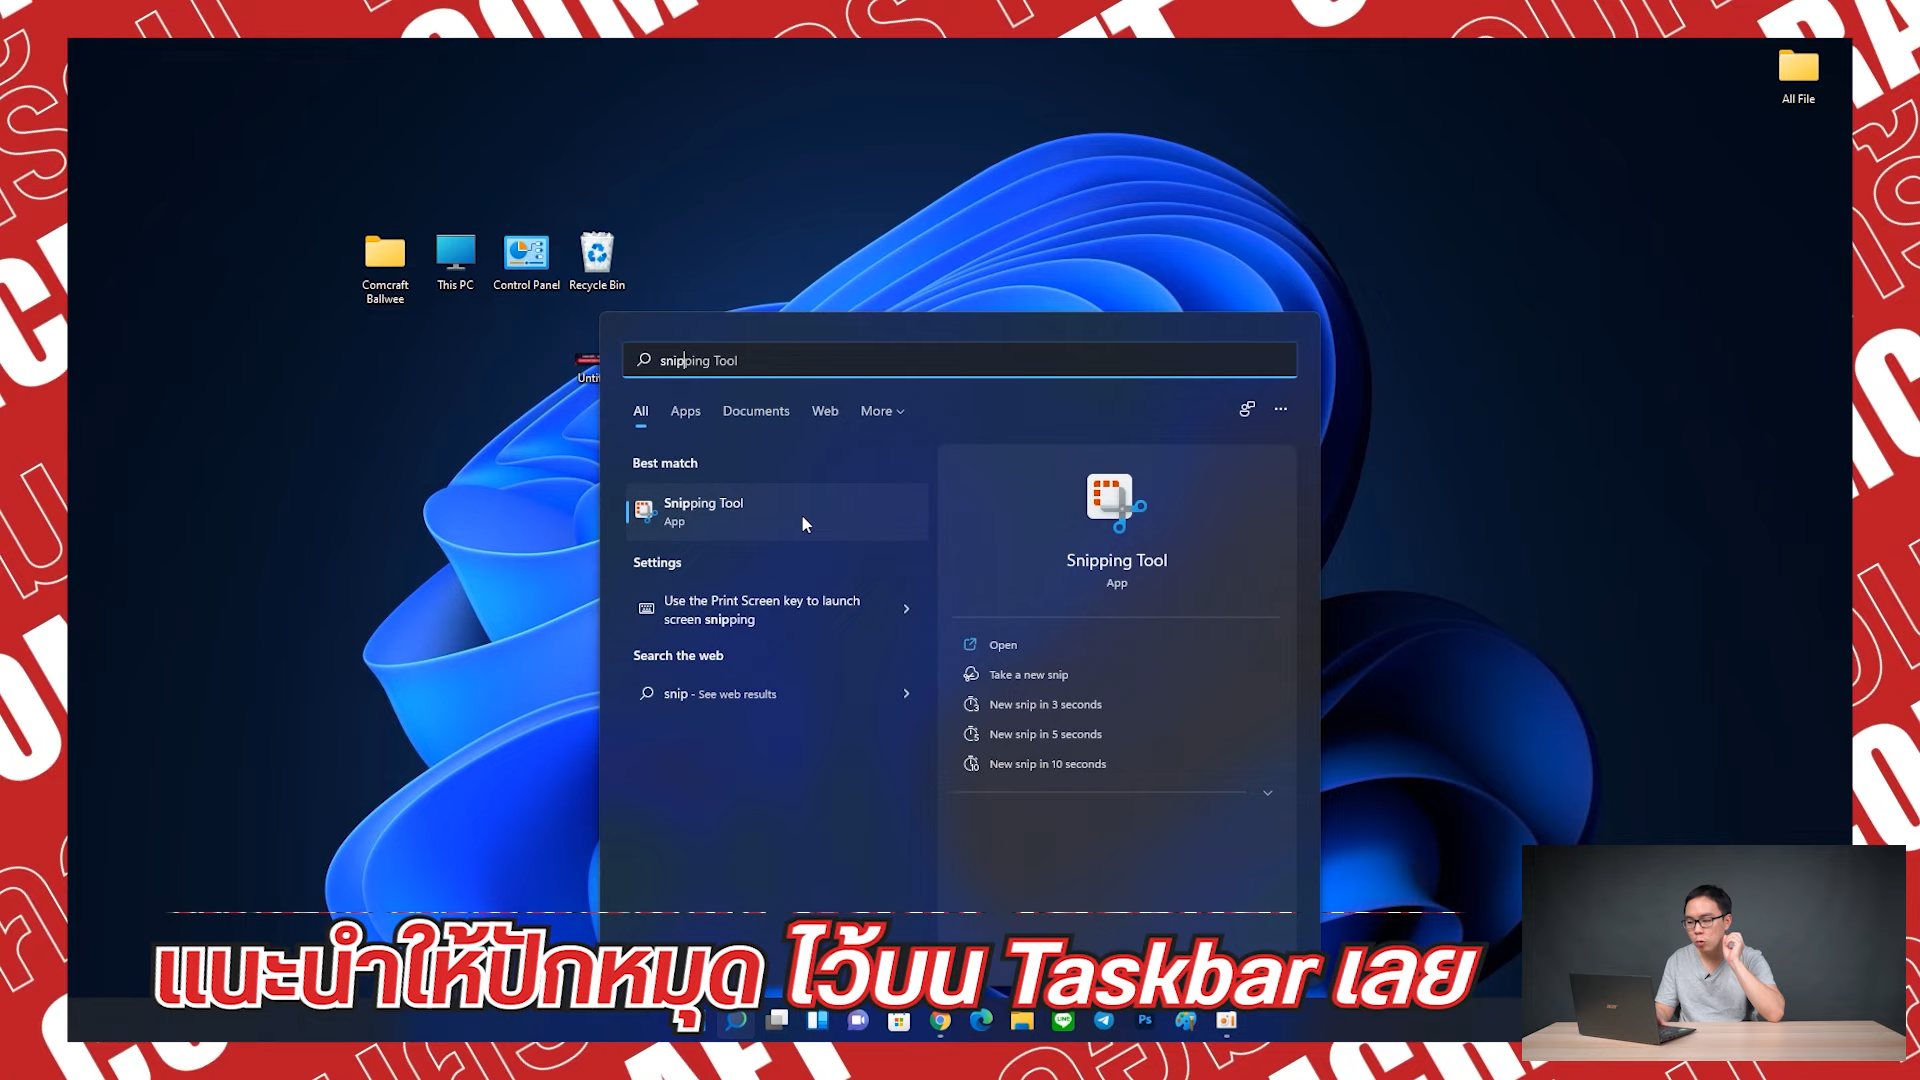 All File
Comcraft
Ballwee
This PC
Control Panel
Recycle Bin
Unti
snipping Tool
All
Apps
Documents
Web
More
Best match
Snipping Tool
App
Settings
Use the Print Screen key to launch
screen snipping
Search the web
snip - See web results
Snipping Tool
App
Open
Take a new snip
New snip in 3 seconds
New snip in 5 seconds
New snip in 10 seconds
แนะนำให้ปักหมุด ไว้บน Taskbar เลย
LINE
Ps
acer